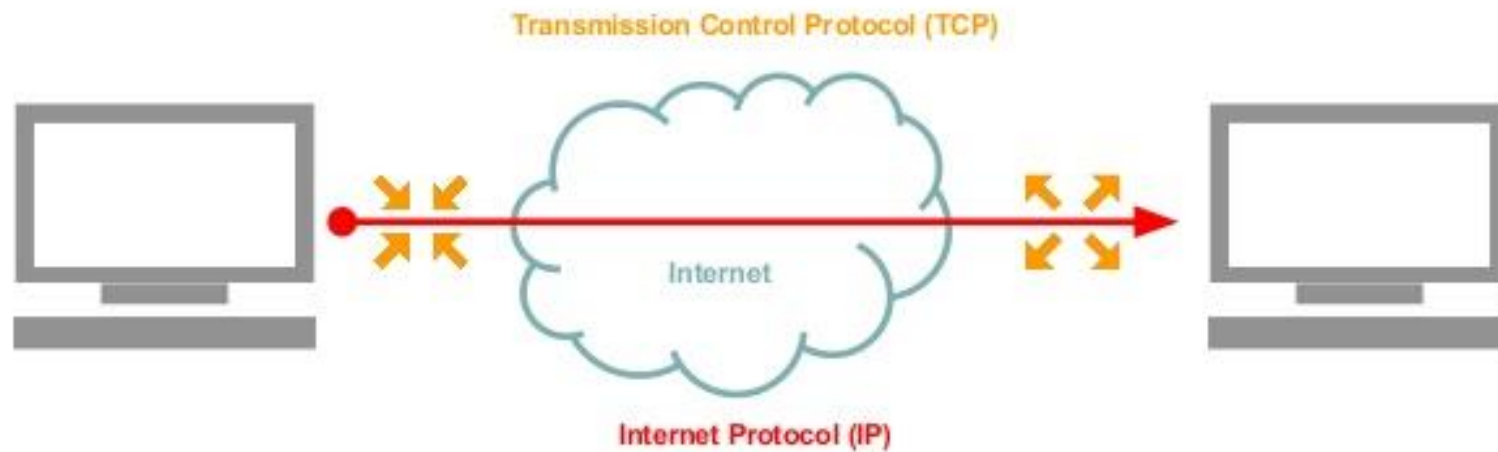 Transmission Control Protocol (TCP)
Internet
Internet Protocol (IP)